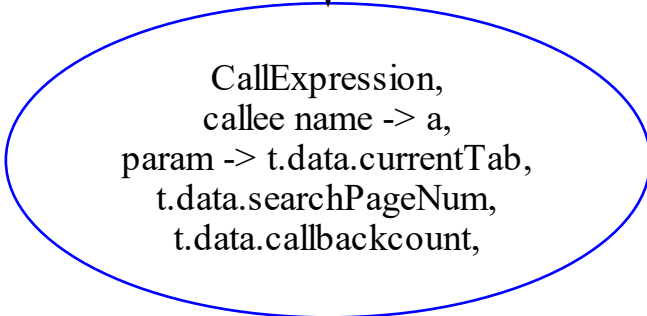 CallExpression,
callee name -> a,
param -> t.data.currentTab,
t.data.searchPageNum,
t.data.callbackcount,